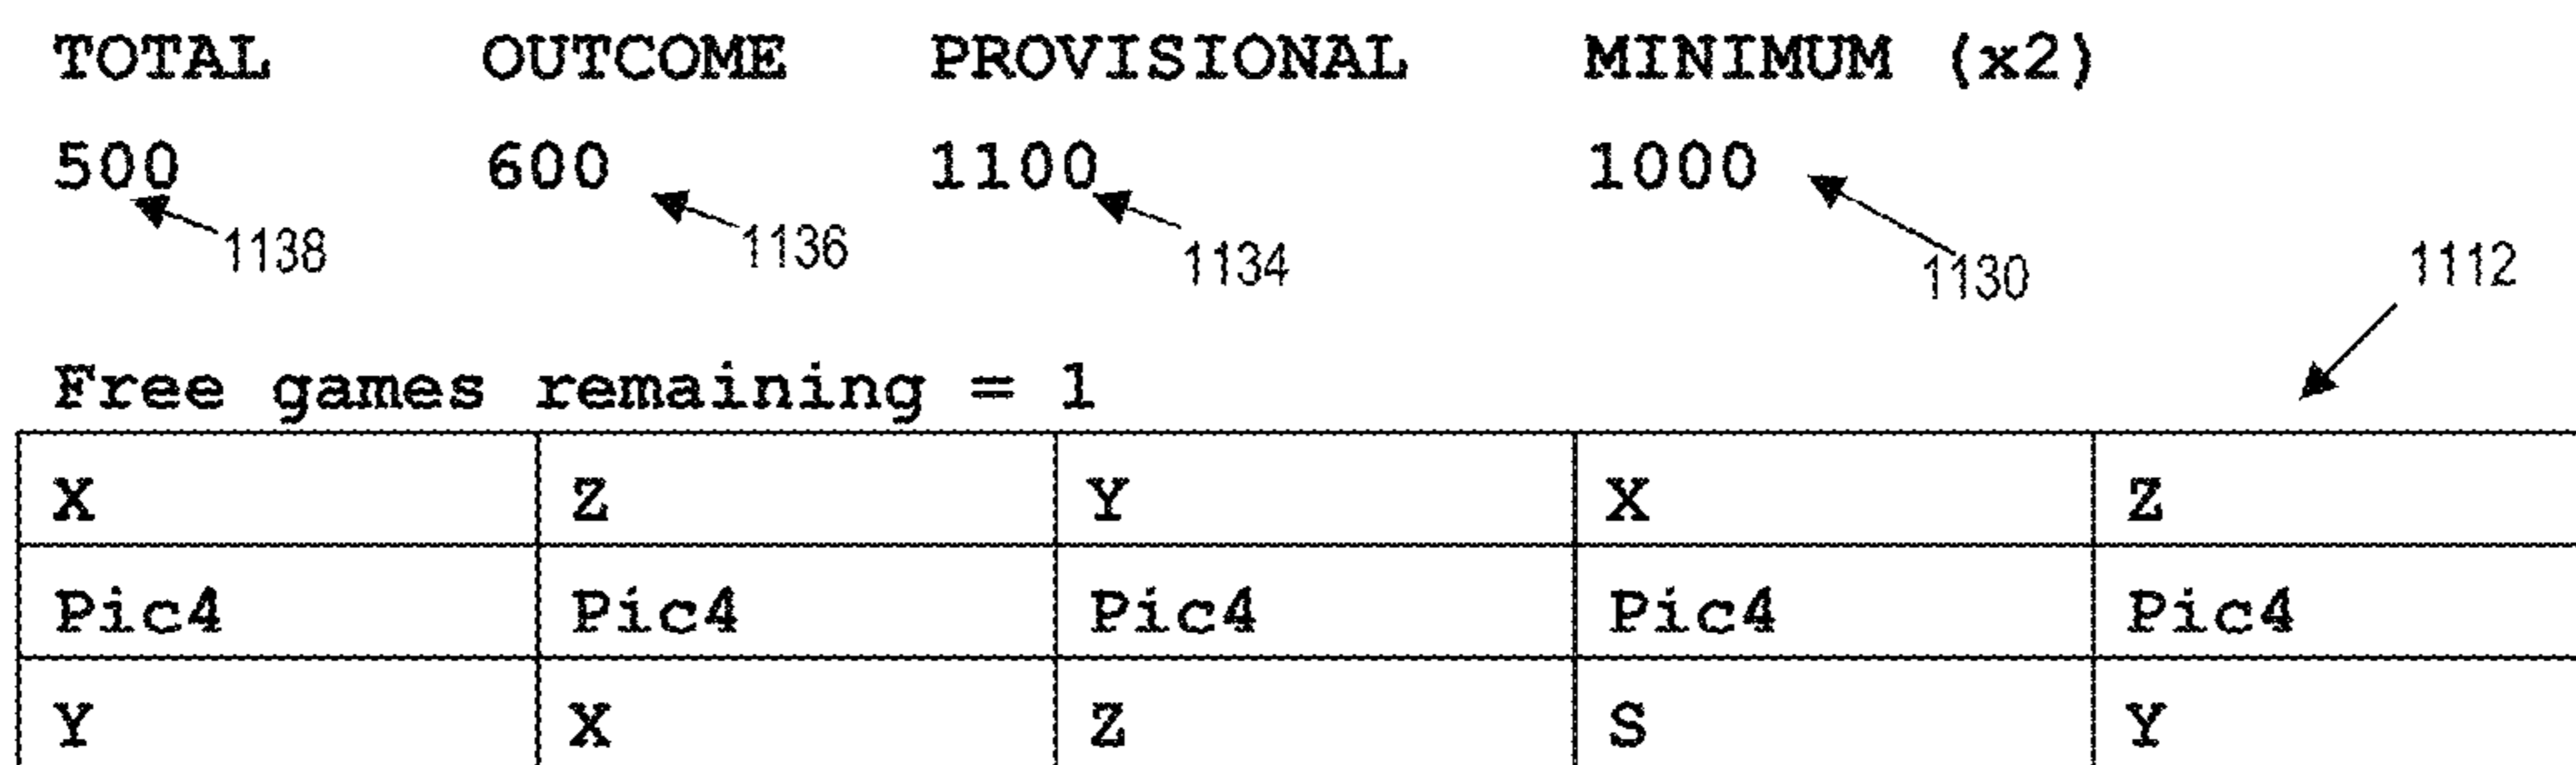 TOTAL OUTCOME PROVISIONAL MINIMUM (x2)
500 600 1100 1000
1138 1136 1134 1130 1112
Free games remaining = 1
X Z Y X Z
Pic4 Pic4 Pic4 Pic4 Pic4
Y X Z S Y